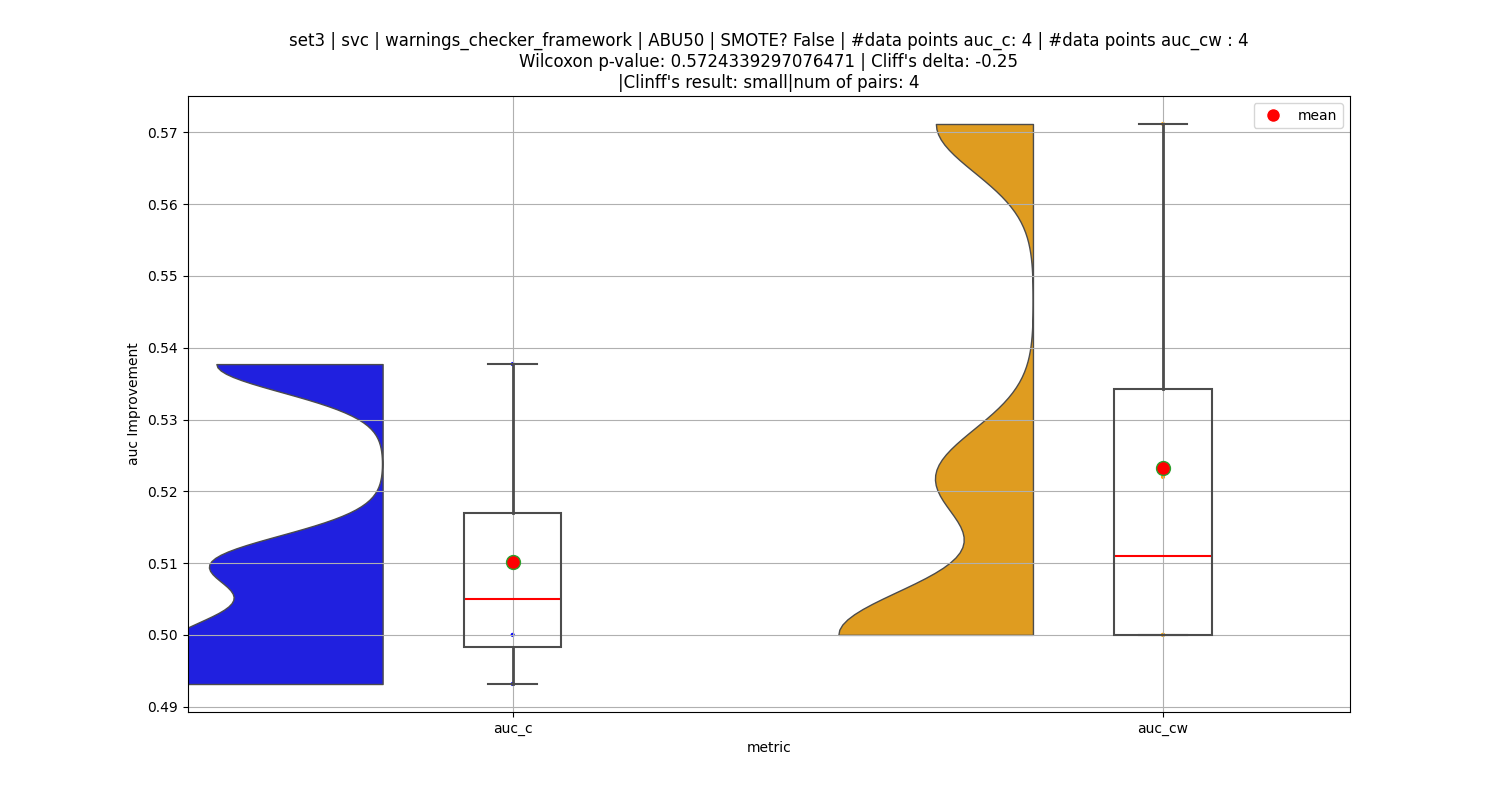 set3 | svc | warnings_checker_framework | ABU50 | SMOTE? False | #data points auc_c: 4 | #data points auc_cw : 4
Wilcoxon p-value: 0.5724339297076471 | Cliff's delta: -0.25
|Clinff's result: small|num of pairs: 4
mean
0.57
0.56
0.55
0.54
0.53
0.52
0.51
0.50
0.49
auc Improvement
auc_c
auc_cw
metric